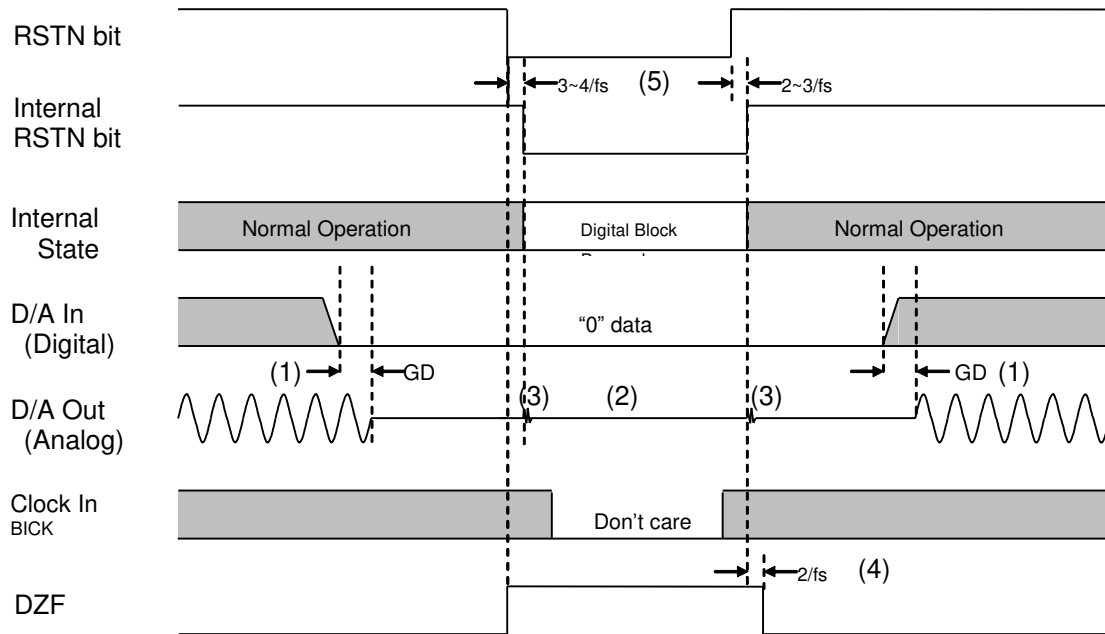 RSTN bit
3~4/fs (5) 2~3/fs
Internal
RSTN bit
Internal
State
Normal Operation Digital Block Normal Operation
D/A In
(Digital)
“0” data
(1) GD GD (1)
D/A Out
(Analog)
(3) (2) (3)
Clock In
BICK
Don’t care
2/fs (4)
DZF